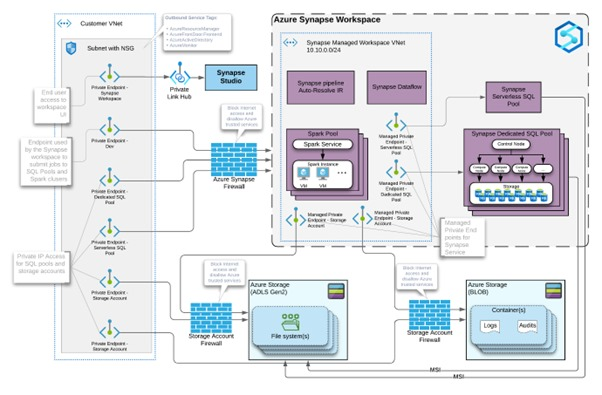 Customer VNet
Subnet with NSG
Outbound Service Tags:
AzureResourceManager
AzureFrontDoor.Frontend
AzureActiveDirectory
AzureMonitor
End user
access to
workspace
UI
Endpoint used
by the Synapse
workspace to
submit jobs to
SQL Pools and
Spark clusters
Private IP Access
for SQL pools and
storage accounts
Private Endpoint -
Synapse
Workspace
Private Endpoint -
Dev
Private Endpoint -
Dedicated SQL
Pool
Private Endpoint -
Serverless SQL
Pool
Private Endpoint -
Storage Account
Private Endpoint -
Storage Account
Private
Link Hub
Synapse
Studio
Block internet
access and
disallow Azure
trusted services
Azure Synapse
Firewall
Azure Synapse Workspace
Synapse Managed Workspace VNet
10.10.0.0/24
Synapse pipeline
Auto-Resolve IR
Synapse Dataflow
Synapse
Serverless SQL
Pool
Spark Pool
Spark Service
Spark Instance
VM
VM
...
Managed Private
Endpoint -
Serverless SQL
Pool
Managed Private
Endpoint -
Dedicated SQL
Pool
Synapse Dedicated SQL Pool
Control Node
Storage
Managed Private
Endpoint - Storage
Account
Managed Private
Endpoint - Storage
Account
Managed
Private End
points for
Synapse
Service
Block internet
access and
disallow Azure
trusted services
Storage Account
Firewall
Azure Storage
(ADLS Gen2)
File system(s)
Block internet
access and
disallow Azure
trusted services
Storage Account
Firewall
Azure Storage
(BLOB)
Container(s)
Logs
Audits
MSI
MSI